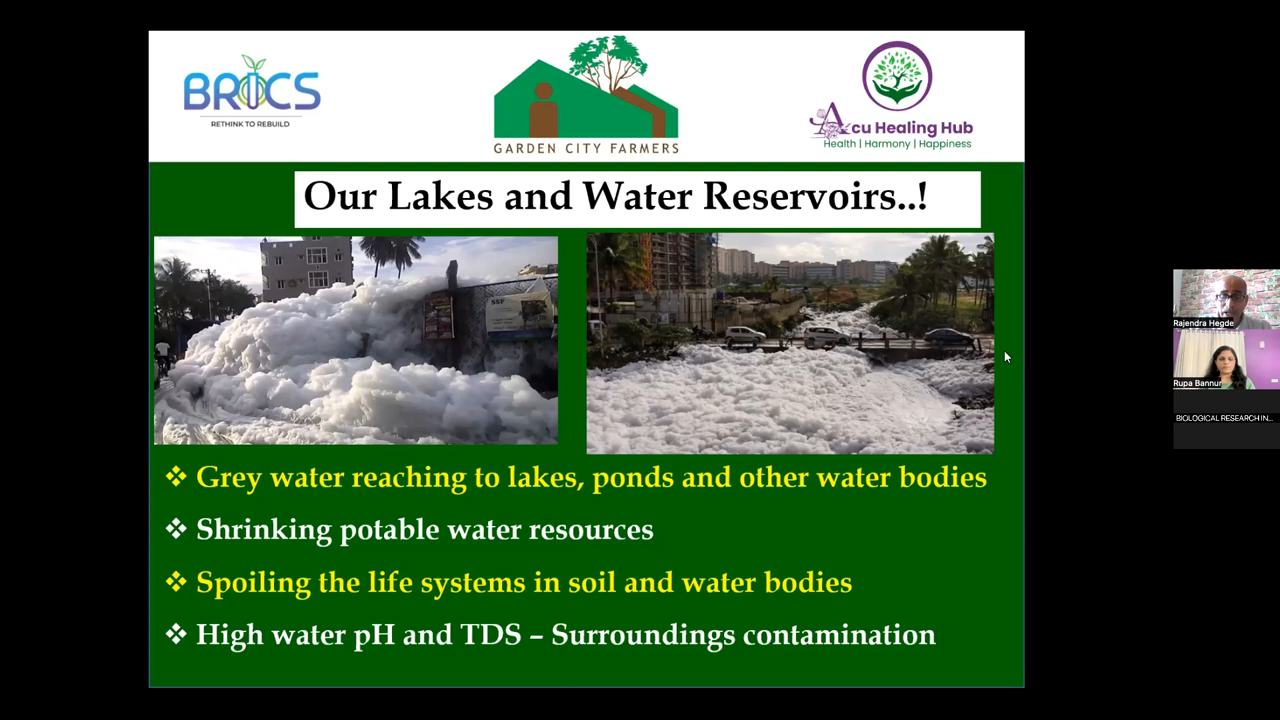 BRICS
RETHINK TO REBUILD
GARDEN CITY FARMERS
Acu Healing Hub
Health | Harmony | Happiness
Our Lakes and Water Reservoirs..!
SSF
❖ Grey water reaching to lakes, ponds and other water bodies
❖ Shrinking potable water resources
❖ Spoiling the life systems in soil and water bodies
❖ High water pH and TDS – Surroundings contamination
Rajendra Hegde
Rupa Bannur
BIOLOGICAL RESEARCH IN...